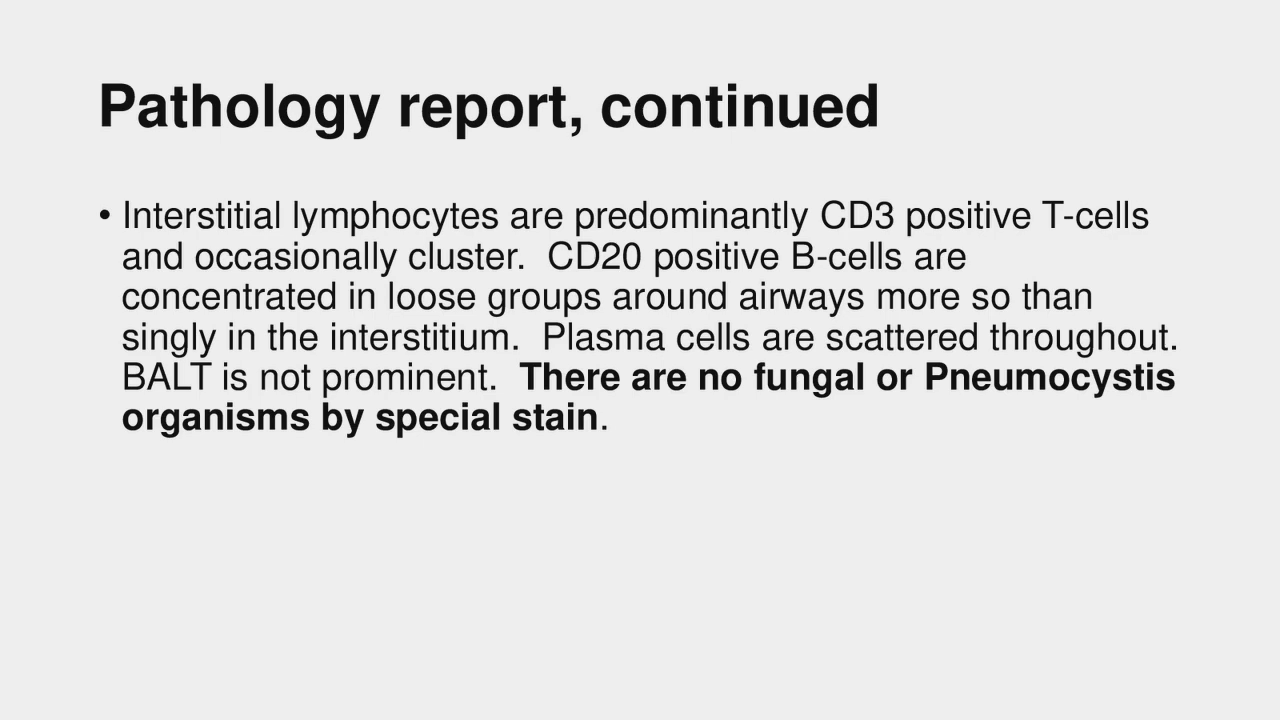 Pathology report, continued
• Interstitial lymphocytes are predominantly CD3 positive T-cells
and occasionally cluster.  CD20 positive B-cells are
concentrated in loose groups around airways more so than
singly in the interstitium.  Plasma cells are scattered throughout.
BALT is not prominent.  There are no fungal or Pneumocystis
organisms by special stain.